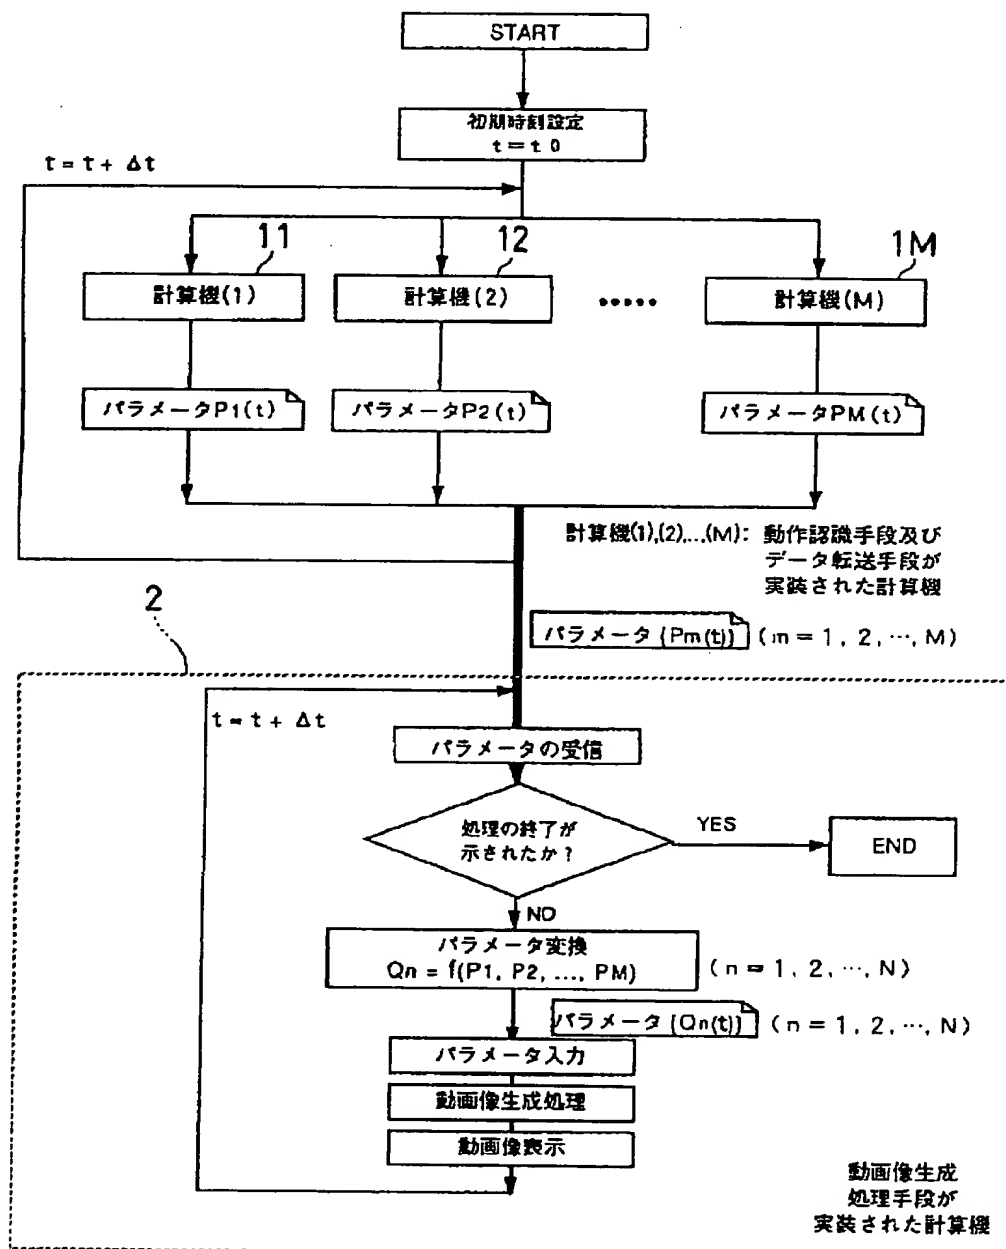 START
初期時刻設定
t = t 0
t = t + Δt
11
12
1M
計算機(1)
計算機(2)
•••••
計算機(M)
パラメータP1(t)
パラメータP2(t)
パラメータPM(t)
計算機(1),(2),...(M): 動作認識手段及び
データ転送手段が
実装された計算機
2
パラメータ {Pm(t)} (m = 1, 2, …, M)
t = t + Δt
パラメータの受信
処理の終了が
示されたか？
YES
END
NO
パラメータ変換
Qn = f(P1, P2, ..., PM)
(n = 1, 2, …, N)
パラメータ {Qn(t)} (n = 1, 2, …, N)
パラメータ入力
動画像生成処理
動画像表示
動画像生成
処理手段が
実装された計算機